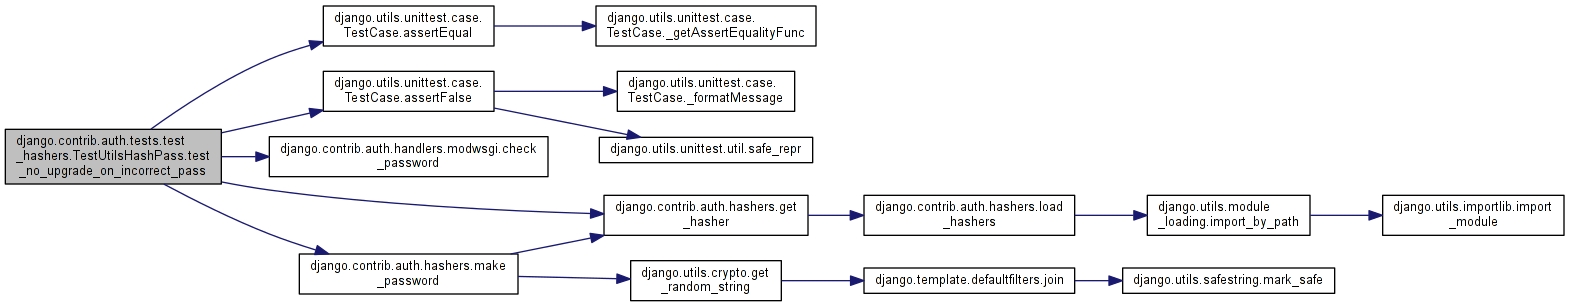 django.utils.unittest.case.
TestCase.assertEqual
django.utils.unittest.case.
TestCase._getAssertEqualityFunc
django.utils.unittest.case.
TestCase.assertFalse
django.utils.unittest.case.
TestCase._formatMessage
django.contrib.auth.tests.test
_hashers.TestUtilsHashPass.test
_no_upgrade_on_incorrect_pass
django.contrib.auth.handlers.modwsgi.check
_password
django.utils.unittest.util.safe_repr
django.contrib.auth.hashers.get
_hasher
django.contrib.auth.hashers.load
_hashers
django.utils.module
_loading.import_by_path
django.utils.importlib.import
_module
django.contrib.auth.hashers.make
_password
django.utils.crypto.get
_random_string
django.template.defaultfilters.join
django.utils.safestring.mark_safe